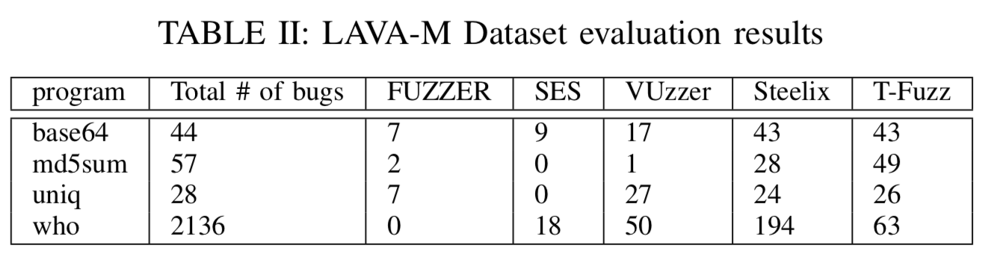 TABLE II: LAVA-M Dataset evaluation results
program Total # of bugs FUZZER SES VUzzer Steelix T-Fuzz
base64 44 7 9 17 43 43
md5sum 57 2 0 1 28 49
uniq 28 7 0 27 24 26
who 2136 0 18 50 194 63